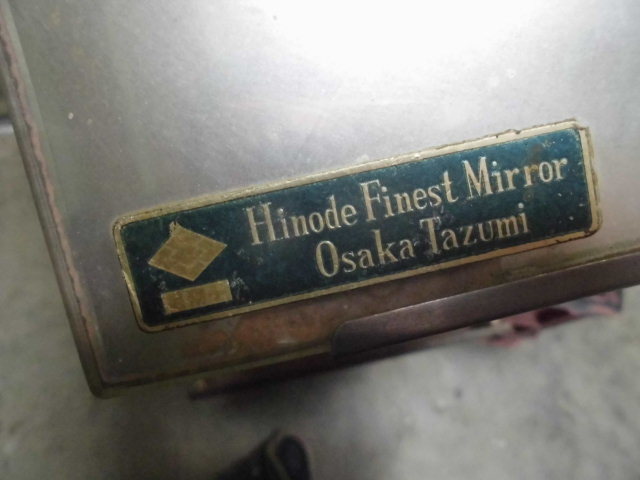 Hinode Finest Mirror
Osaka Tazumi